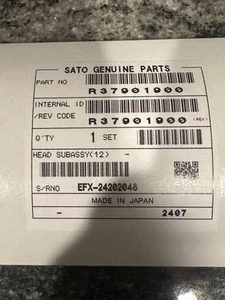 SATO GENUINE PARTS
PART NO
R37901900
INTERNAL ID
/REV CODE R37901900 (REV)
Q'TY 1 SET
HEAD SUBASSY(12) -
S/RNO EFX-24202048
MADE IN JAPAN
- 2407